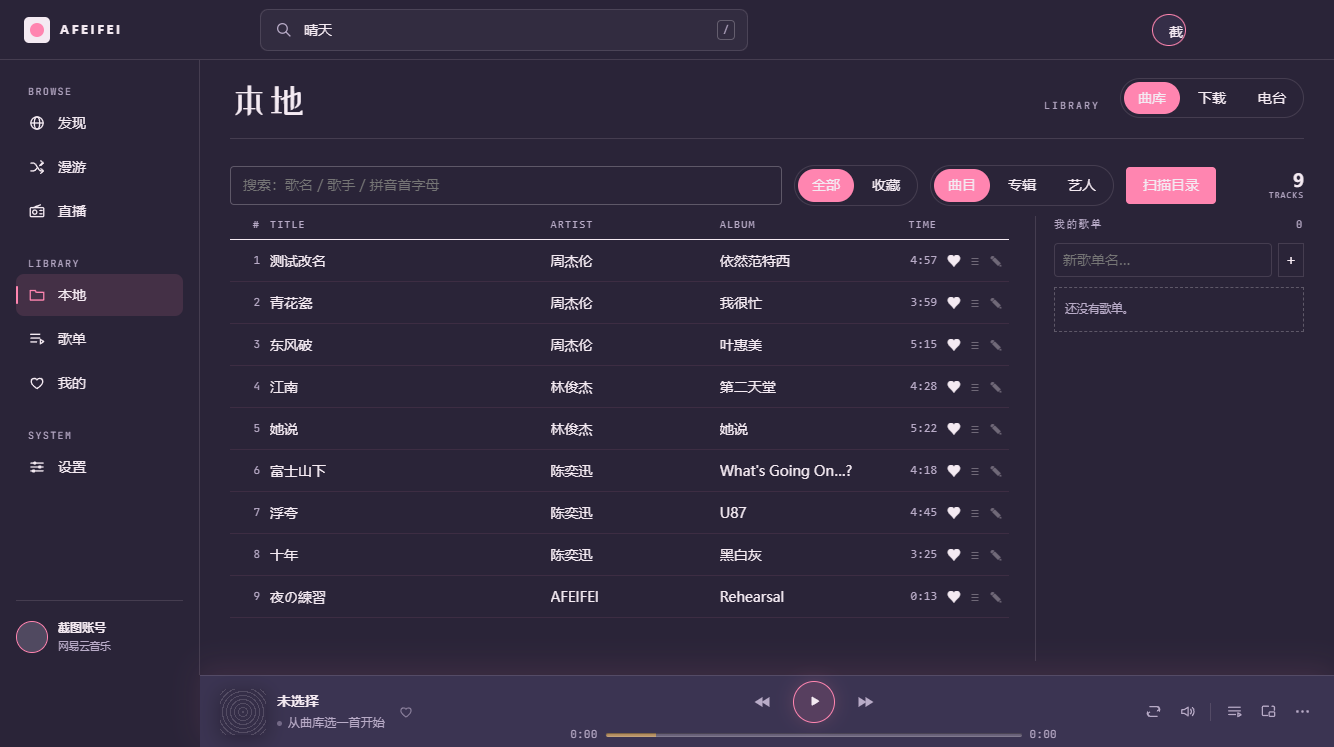 AFEIFEI
晴天
/
截
BROWSE
发现
漫游
直播
LIBRARY
本地
歌单
我的
SYSTEM
设置
截图账号
网易云音乐
本地
LIBRARY
曲库 下载 电台
搜索：歌名 / 歌手 / 拼音首字母
全部 收藏
曲目 专辑 艺人
扫描目录
9
TRACKS
# TITLE ARTIST ALBUM TIME
1 测试改名 周杰伦 依然范特西 4:57
2 青花瓷 周杰伦 我很忙 3:59
3 东风破 周杰伦 叶惠美 5:15
4 江南 林俊杰 第二天堂 4:28
5 她说 林俊杰 她说 5:22
6 富士山下 陈奕迅 What's Going On...? 4:18
7 浮夸 陈奕迅 U87 4:45
8 十年 陈奕迅 黑白灰 3:25
9 夜の練習 AFEIFEI Rehearsal 0:13
我的歌单 0
新歌单名...
+
还没有歌单。
未选择
从曲库选一首开始
0:00 0:00